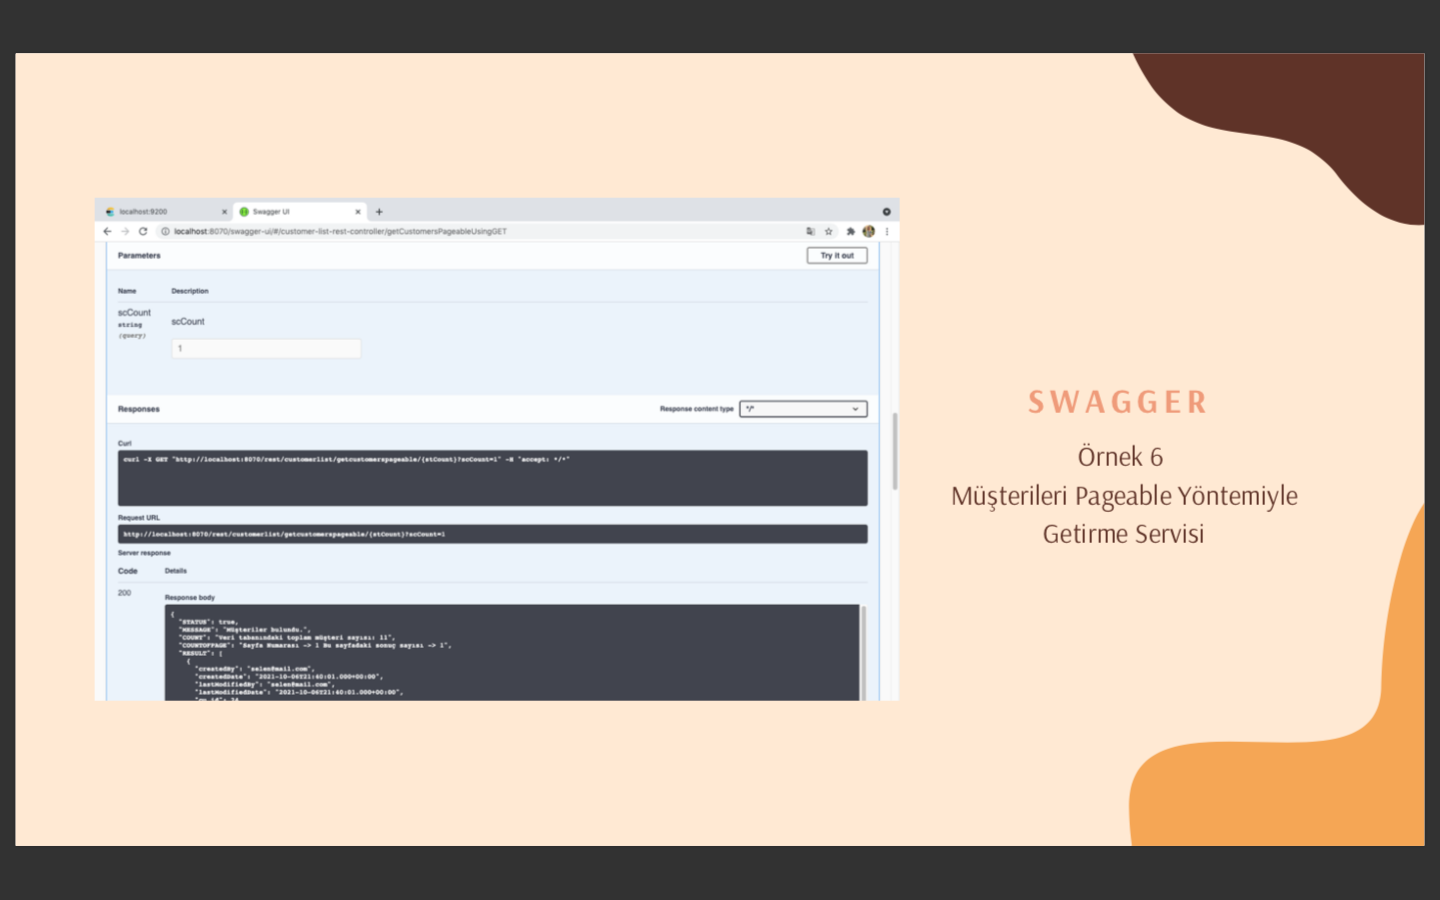 localhost:9200
Swagger UI
localhost:8070/swagger-ui/#/customer-list-rest-controller/getCustomersPageableUsingGET
Parameters
Try it out
Name Description
scCount
string
(query)
scCount
1
Responses
Response content type */*
Curl
curl -X GET "http://localhost:8070/rest/customerlist/getcustomerspageable/{stCount}?scCount=1" -H "accept: */*"
Request URL
http://localhost:8070/rest/customerlist/getcustomerspageable/{stCount}?scCount=1
Server response
Code Details
200
Response body
{
"STATUS": true,
"MESSAGE": "Müşteriler bulundu.",
"COUNT": "Veri tabanındaki toplam müşteri sayısı: 11",
"COUNTOFPAGE": "Sayfa Numarası -> 1 Bu sayfadaki sonuç sayısı -> 1",
"RESULT": [
{
"createdBy": "selen@mail.com",
"createdDate": "2021-10-06T21:40:01.000+00:00",
"lastModifiedBy": "selen@mail.com",
"lastModifiedDate": "2021-10-06T21:40:01.000+00:00",
SWAGGER
Örnek 6
Müşterileri Pageable Yöntemiyle
Getirme Servisi